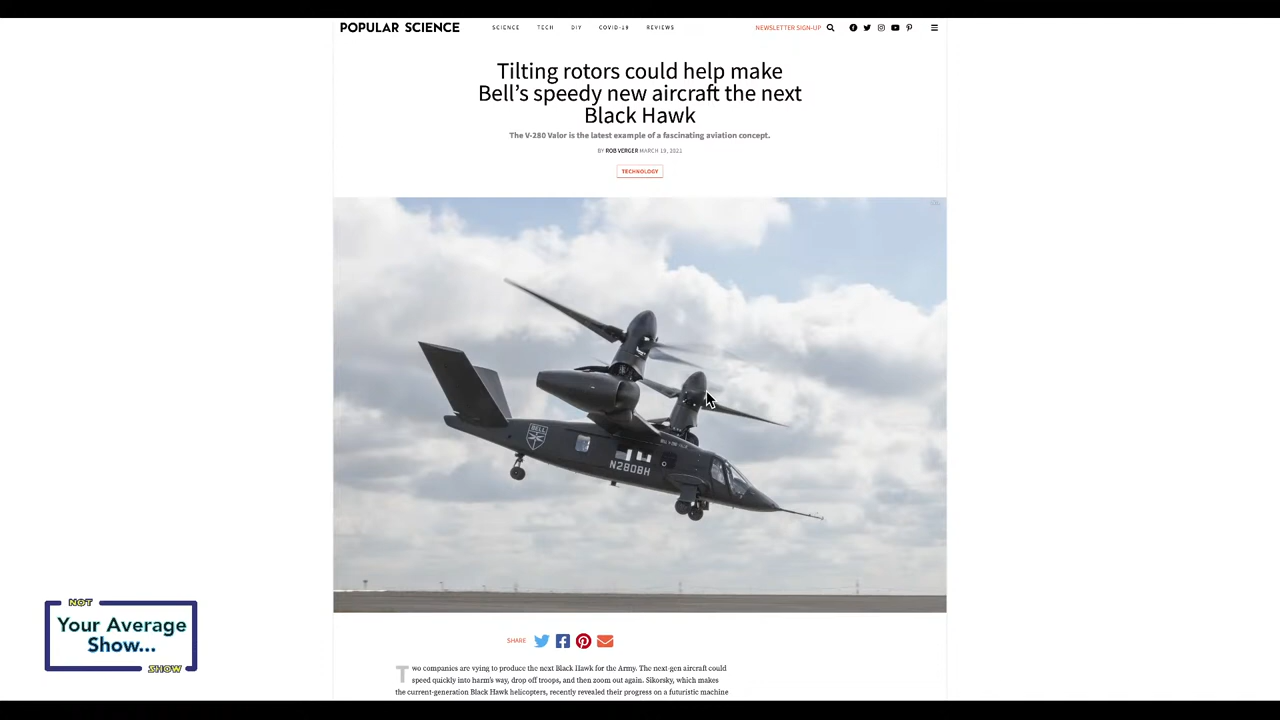 POPULAR SCIENCE SCIENCE TECH DIY COVID-19 REVIEWS NEWSLETTER SIGN-UP
Tilting rotors could help make
Bell's speedy new aircraft the next
Black Hawk
The V-280 Valor is the latest example of a fascinating aviation concept.
BY ROB VERGER MARCH 19, 2021
TECHNOLOGY
BELL
N280BH
NOT
Your Average
Show...
SHOW
SHARE
Two companies are vying to produce the next Black Hawk for the Army. The next-gen aircraft could
speed quickly into harm's way, drop off troops, and then zoom out again. Sikorsky, which makes
the current-generation Black Hawk helicopters, recently revealed their progress on a futuristic machine